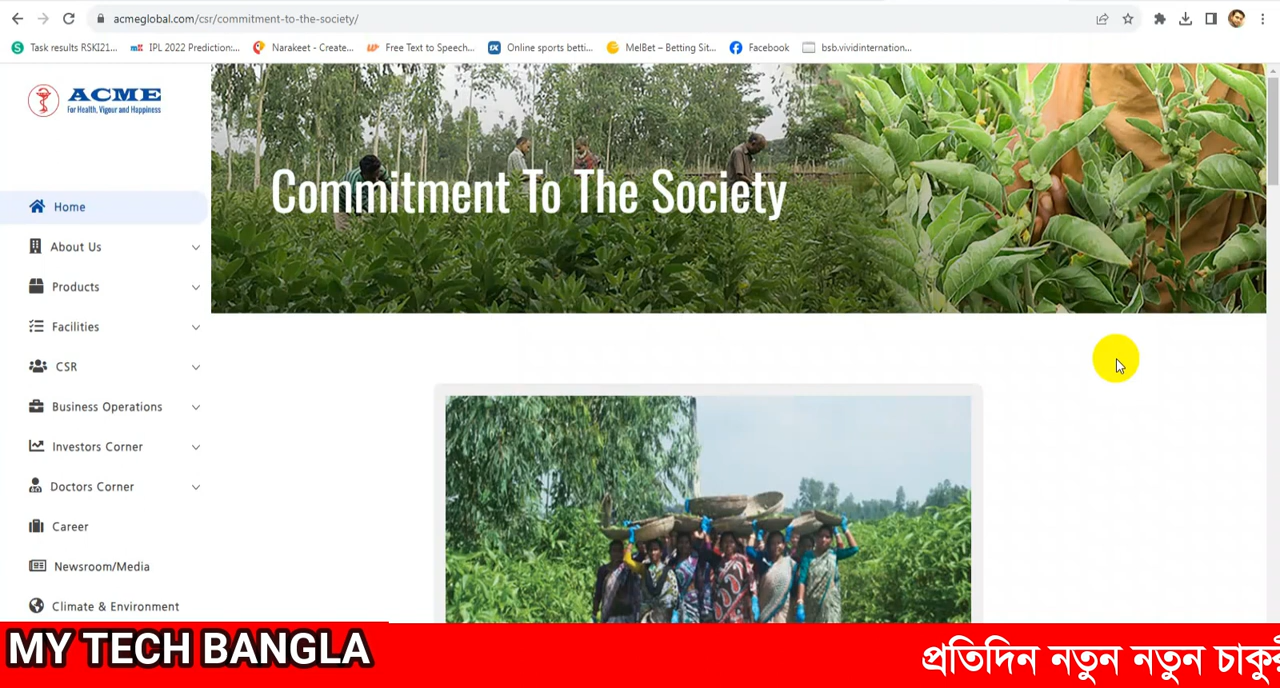 acmeglobal.com/csr/commitment-to-the-society/
Task results RSKI21...
IPL 2022 Prediction:...
Narakeet - Create...
Free Text to Speech...
Online sports betti...
MelBet – Betting Sit...
Facebook
bsb.vividinternation...
ACME
For Health, Vigour and Happiness
Commitment To The Society
Home
About Us
Products
Facilities
CSR
Business Operations
Investors Corner
Doctors Corner
Career
Newsroom/Media
Climate & Environment
MY TECH BANGLA
প্রতিদিন নতুন নতুন